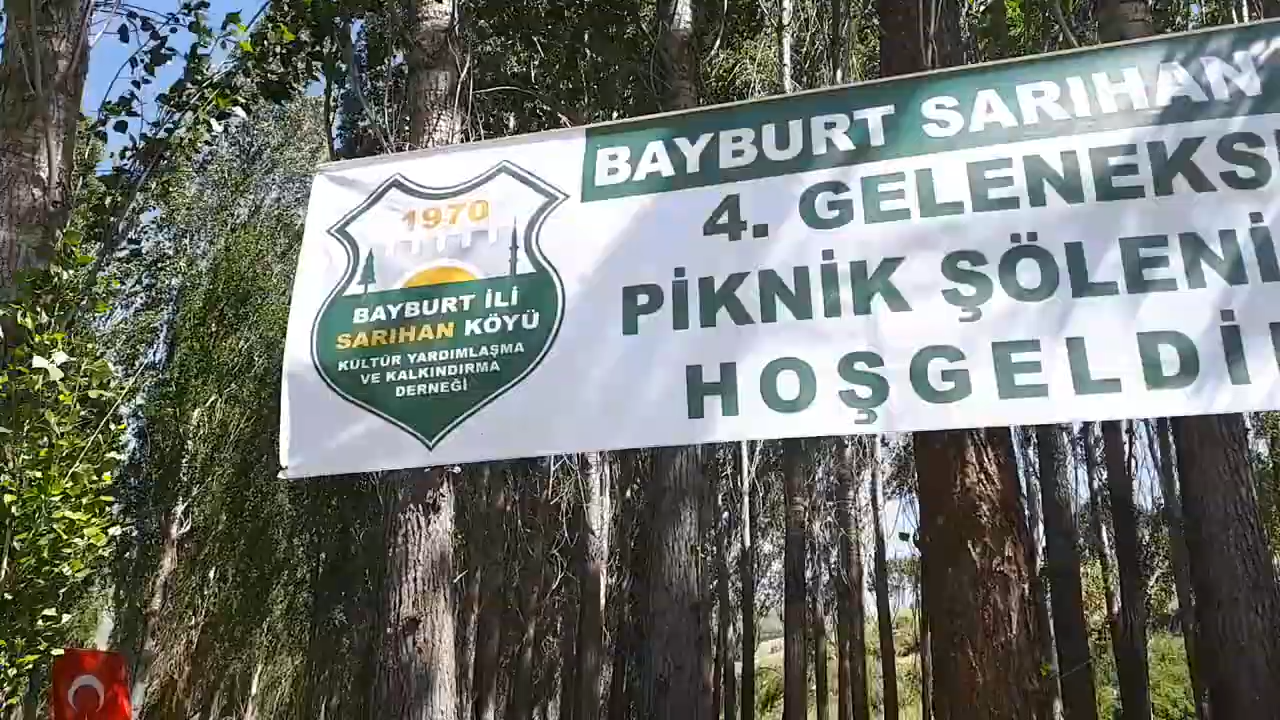 1970
BAYBURT İLİ
SARIHAN KÖYÜ
KÜLTÜR YARDIMLAŞMA
VE KALKINDIRMA
DERNEĞİ
BAYBURT SARIHAN
4. GELENEKS
PİKNİK ŞÖLENİ
HOŞGELDİ